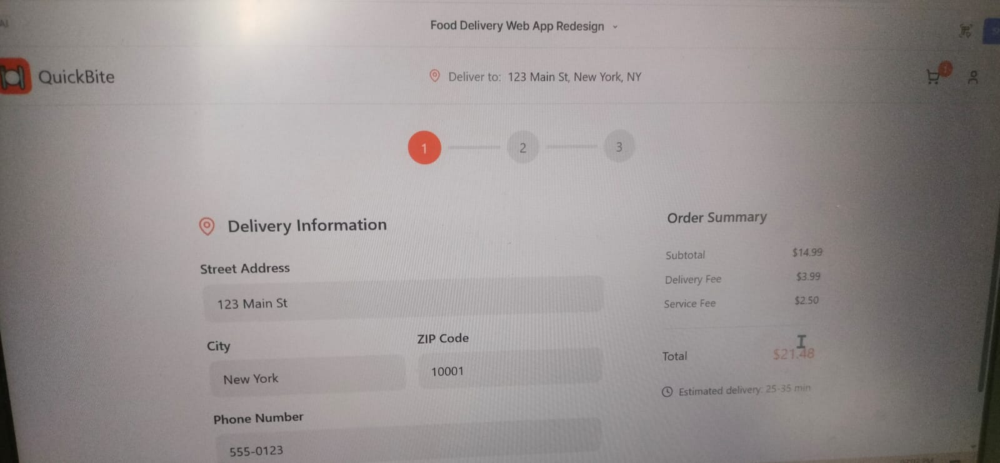 AI
Food Delivery Web App Redesign
QuickBite
Deliver to: 123 Main St, New York, NY
1
1
2
3
Delivery Information
Street Address
123 Main St
City
ZIP Code
New York
10001
Phone Number
555-0123
Order Summary
Subtotal $14.99
Delivery Fee $3.99
Service Fee $2.50
Total $21.48
Estimated delivery: 25-35 min